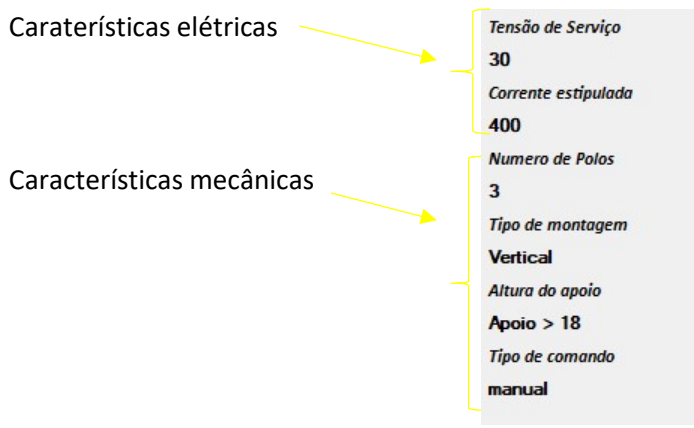 Caraterísticas elétricas
Tensão de Serviço
30
Corrente estipulada
400
Características mecânicas
Numero de Polos
3
Tipo de montagem
Vertical
Altura do apoio
Apoio > 18
Tipo de comando
manual